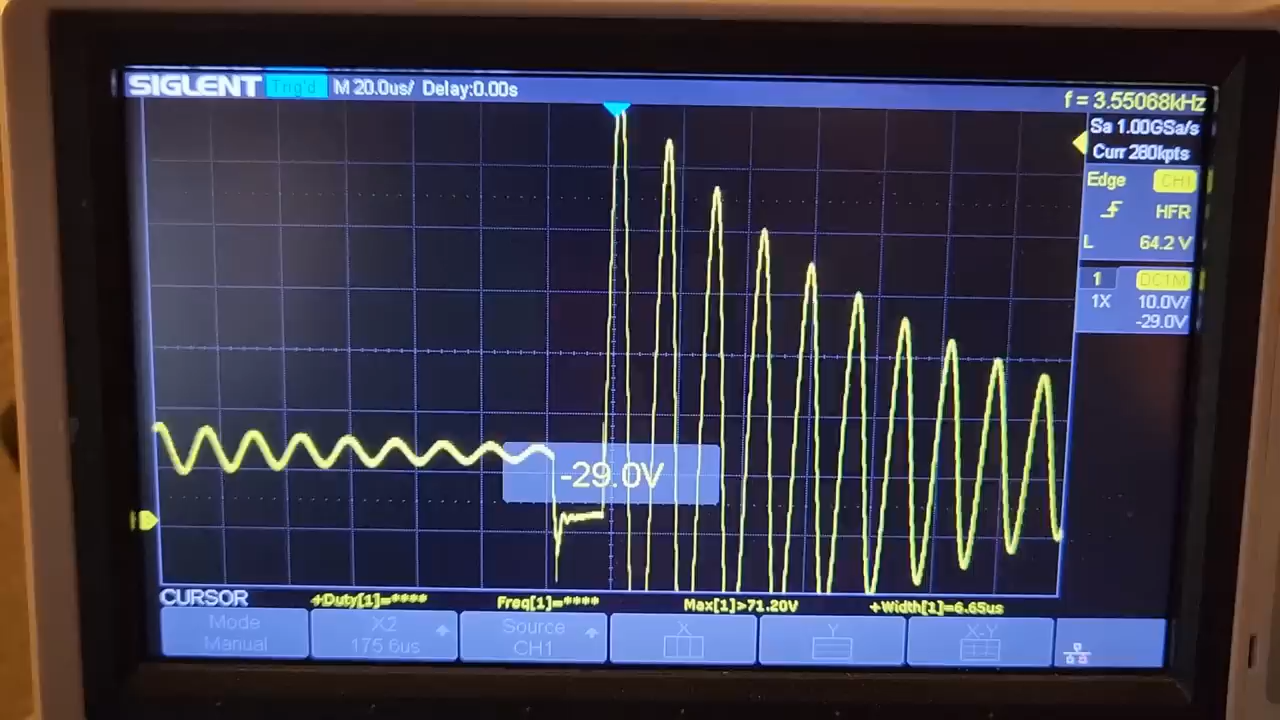 SIGLENT Trig'd M 20.0us/ Delay:0.00s
f = 3.55068kHz
Sa 1.00GSa/s
Curr 280kpts
Edge CH1
HFR
L 64.2 V
1 DC1M
1X 10.0V/
-29.0V
-29.0V
CURSOR +Duty[1]=**** Freq[1]=**** Max[1]>71.20V +Width[1]=6.65us
Mode X2 Source X Y X-Y
Manual 175.6us CH1